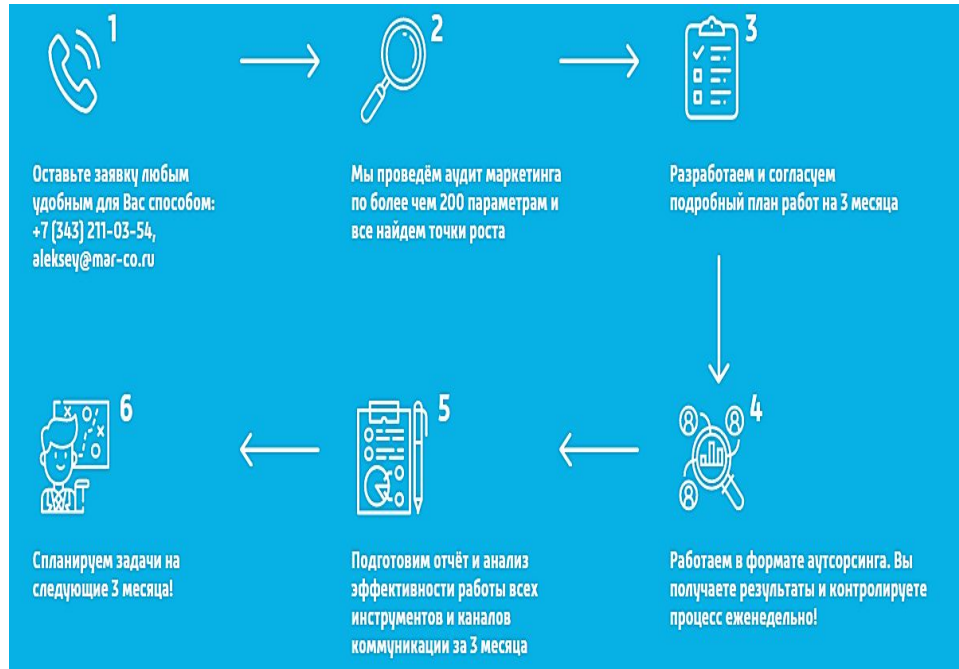 1
Оставьте заявку любым
удобным для Вас способом:
+7 (343) 211-03-54,
aleksey@mar-co.ru
2
Мы проведём аудит маркетинга
по более чем 200 параметрам и
все найдем точки роста
3
Разработаем и согласуем
подробный план работ на 3 месяца
4
Работаем в формате аутсорсинга. Вы
получаете результаты и контролируете
процесс еженедельно!
5
Подготовим отчёт и анализ
эффективности работы всех
инструментов и каналов
коммуникации за 3 месяца
6
Спланируем задачи на
следующие 3 месяца!